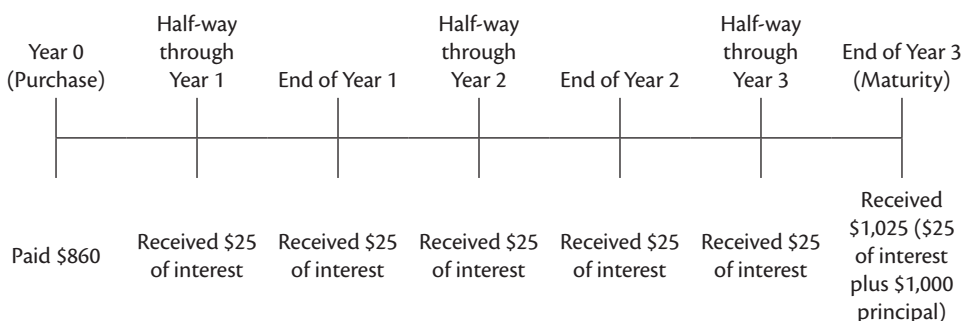 Year 0
(Purchase)
Half-way
through
Year 1
End of Year 1
Half-way
through
Year 2
End of Year 2
Half-way
through
Year 3
End of Year 3
(Maturity)
Paid $860
Received $25
of interest
Received $25
of interest
Received $25
of interest
Received $25
of interest
Received $25
of interest
Received
$1,025 ($25
of interest
plus $1,000
principal)